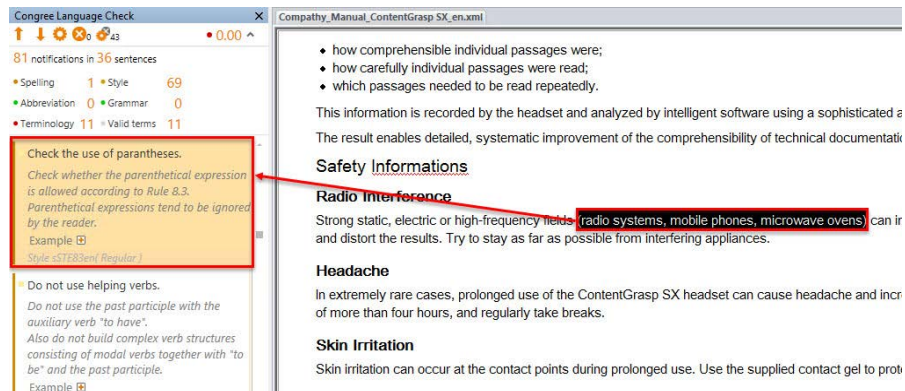 Congree Language Check X
0 43 0.00
81 notifications in 36 sentences
Spelling 1 Style 69
Abbreviation 0 Grammar 0
Terminology 11 Valid terms 11
Check the use of parantheses.
Check whether the parenthetical expression
is allowed according to Rule 8.3.
Parenthetical expressions tend to be ignored
by the reader.
Example
Style sSTE83en( Regular )
Do not use helping verbs.
Do not use the past participle with the
auxiliary verb "to have".
Also do not build complex verb structures
consisting of modal verbs together with "to
be" and the past participle.
Example
Compathy_Manual_ContentGrasp SX_en.xml
• how comprehensible individual passages were;
• how carefully individual passages were read;
• which passages needed to be read repeatedly.
This information is recorded by the headset and analyzed by intelligent software using a sophisticated a
The result enables detailed, systematic improvement of the comprehensibility of technical documentati
Safety Informations
Radio Interference
Strong static, electric or high-frequency fields (radio systems, mobile phones, microwave ovens) can in
and distort the results. Try to stay as far as possible from interfering appliances.
Headache
In extremely rare cases, prolonged use of the ContentGrasp SX headset can cause headache and incre
of more than four hours, and regularly take breaks.
Skin Irritation
Skin irritation can occur at the contact points during prolonged use. Use the supplied contact gel to prote